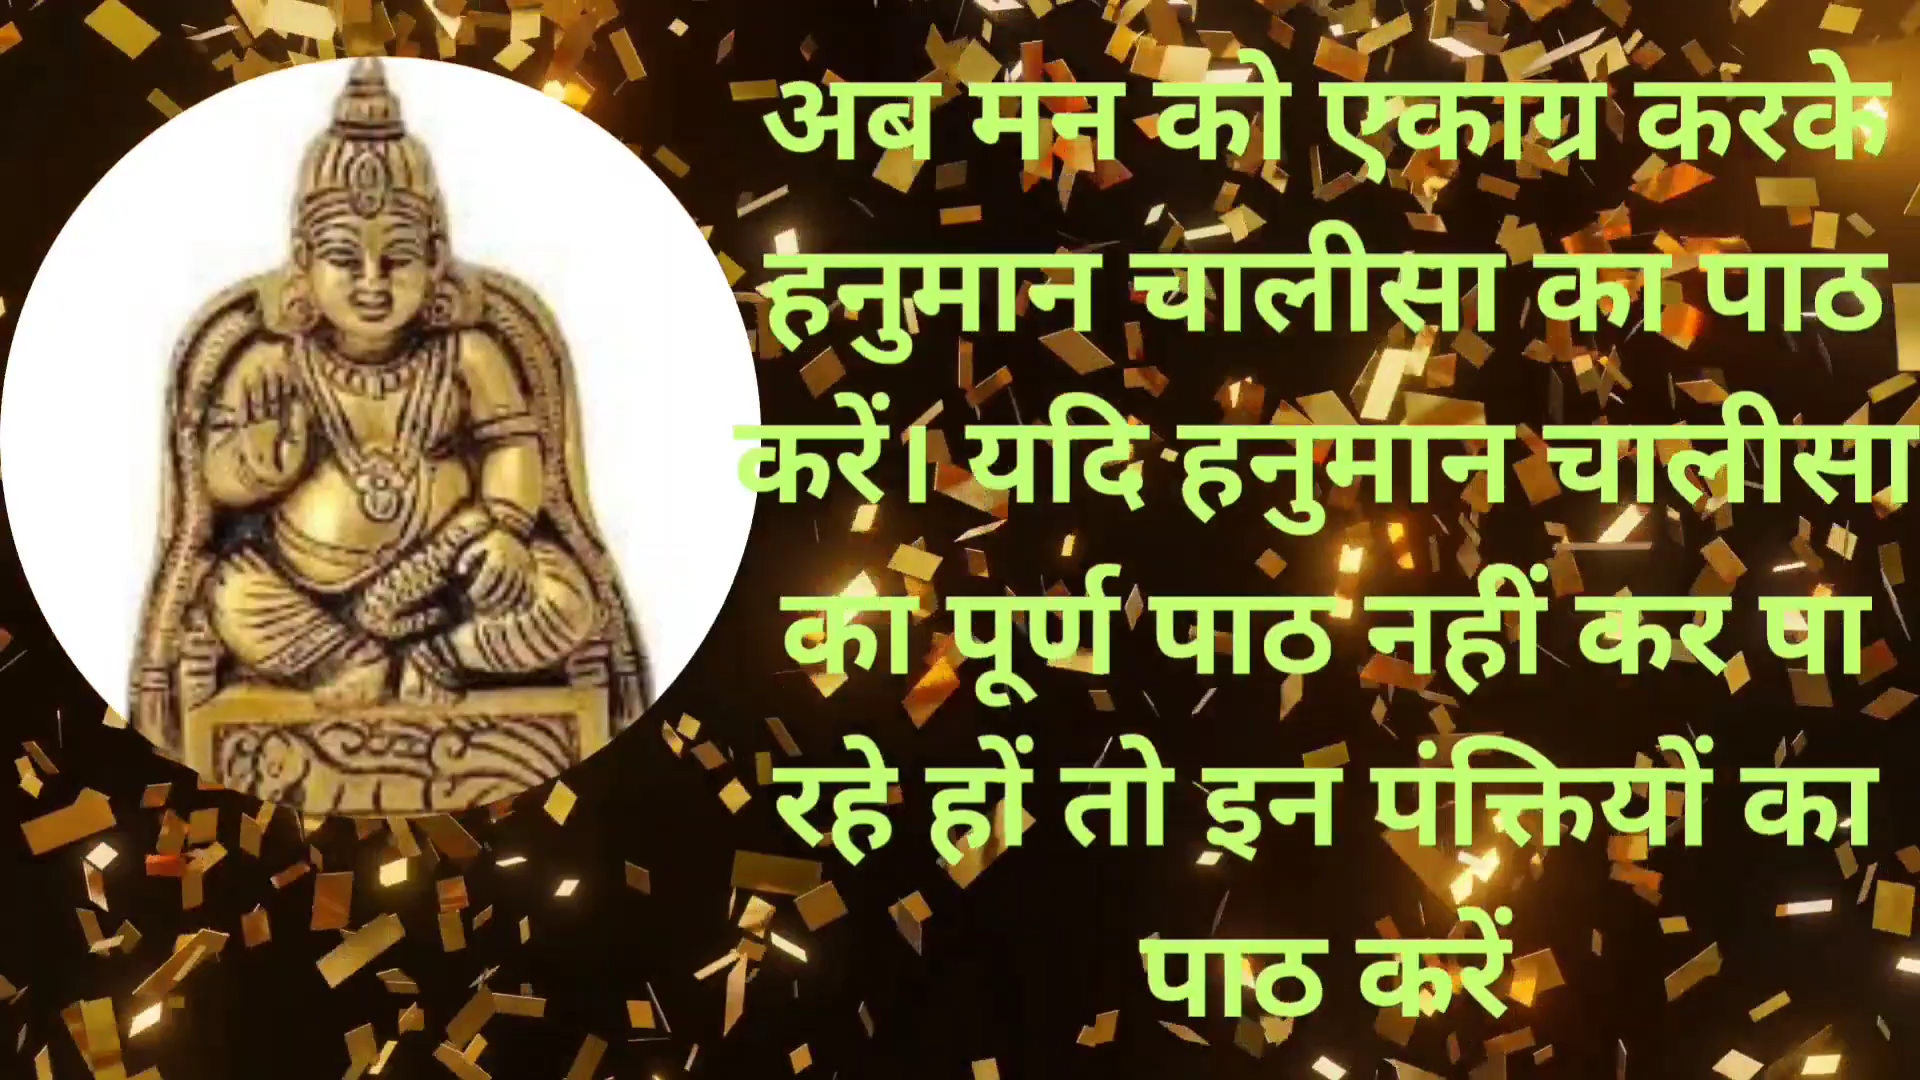 अब मन को एकाग्र करके
हनुमान चालीसा का पाठ
करें। यदि हनुमान चालीसा
का पूर्ण पाठ नहीं कर पा
रहे हों तो इन पंक्तियों का
पाठ करें